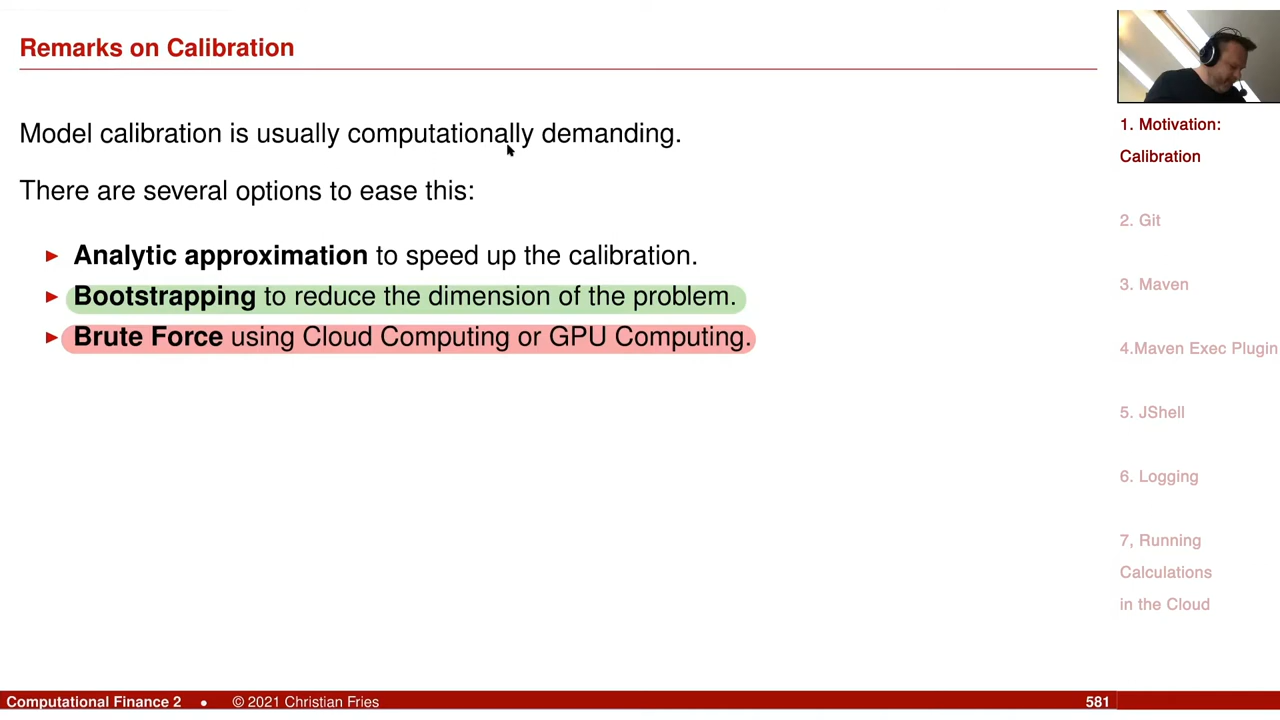 Remarks on Calibration
Model calibration is usually computationally demanding.
There are several options to ease this:
Analytic approximation to speed up the calibration.
Bootstrapping to reduce the dimension of the problem.
Brute Force using Cloud Computing or GPU Computing.
1. Motivation:
Calibration
2. Git
3. Maven
4.Maven Exec Plugin
5. JShell
6. Logging
7, Running
Calculations
in the Cloud
Computational Finance 2 • © 2021 Christian Fries 581